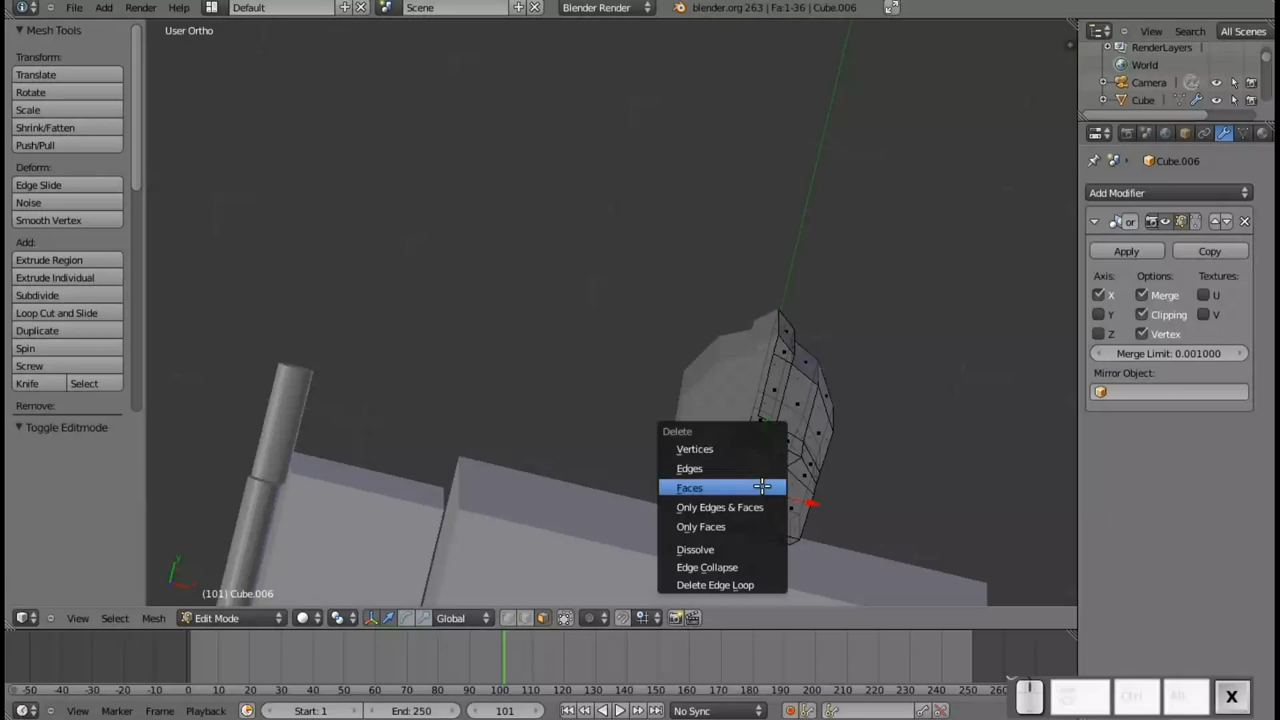 File Add Render Help Default Scene Blender Render blender.org 263 | Fa:1-36 | Cube.006
Mesh Tools
Transform:
Translate
Rotate
Scale
Shrink/Fatten
Push/Pull
Deform:
Edge Slide
Noise
Smooth Vertex
Add:
Extrude Region
Extrude Individual
Subdivide
Loop Cut and Slide
Duplicate
Spin
Screw
Knife Select
Remove:
Toggle Editmode
User Ortho
y
Delete
Vertices
Edges
Faces
Only Edges & Faces
Only Faces
Dissolve
Edge Collapse
Delete Edge Loop
(101) Cube.006
View Select Mesh Edit Mode Global
-50 -40 -30 -20 -10 0 10 20 30 40 50 60 70 80 90 100 110 120 130 140 150 160 170 180 190 200 210 220 230 240 250 260
View Marker Frame Playback Start: 1 End: 250 101 No Sync
View Search All Scenes
RenderLayers
World
Camera
Cube
Cube.006
Add Modifier
or
Apply Copy
Axis: Options: Textures:
X Merge U
Y Clipping V
Z Vertex
Merge Limit: 0.001000
Mirror Object:
Ctrl Alt X